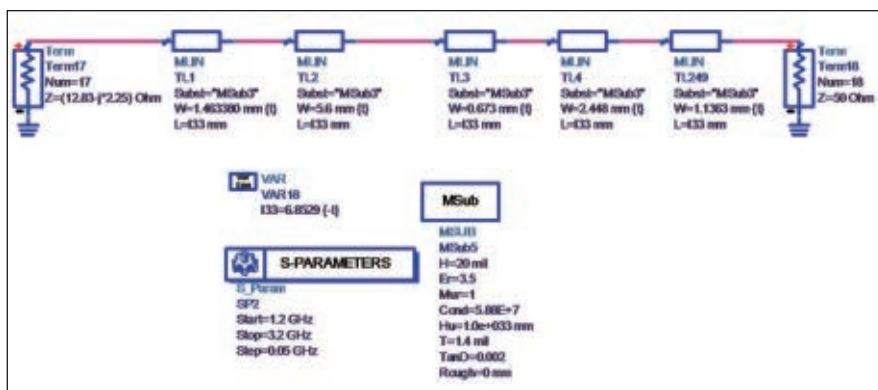 Term
Term17
Num=17
Z=(12.83-j*2.25) Ohm
MLIN
TL1
Subst="MSub3"
W=1.463380 mm {t}
L=l33 mm
MLIN
TL2
Subst="MSub3"
W=5.6 mm {t}
L=l33 mm
MLIN
TL3
Subst="MSub3"
W=0.673 mm {t}
L=l33 mm
MLIN
TL4
Subst="MSub3"
W=2.448 mm {t}
L=l33 mm
MLIN
TL249
Subst="MSub3"
W=1.1363 mm {t}
L=l33 mm
Term
Term18
Num=18
Z=50 Ohm
VAR
VAR18
l33=6.8529 {-t}
S-PARAMETERS
S_Param
SP2
Start=1.2 GHz
Stop=3.2 GHz
Step=0.05 GHz
MSub
MSUB
MSub5
H=20 mil
Er=3.5
Mur=1
Cond=5.88E+7
Hu=1.0e+033 mm
T=1.4 mil
TanD=0.002
Rough=0 mm